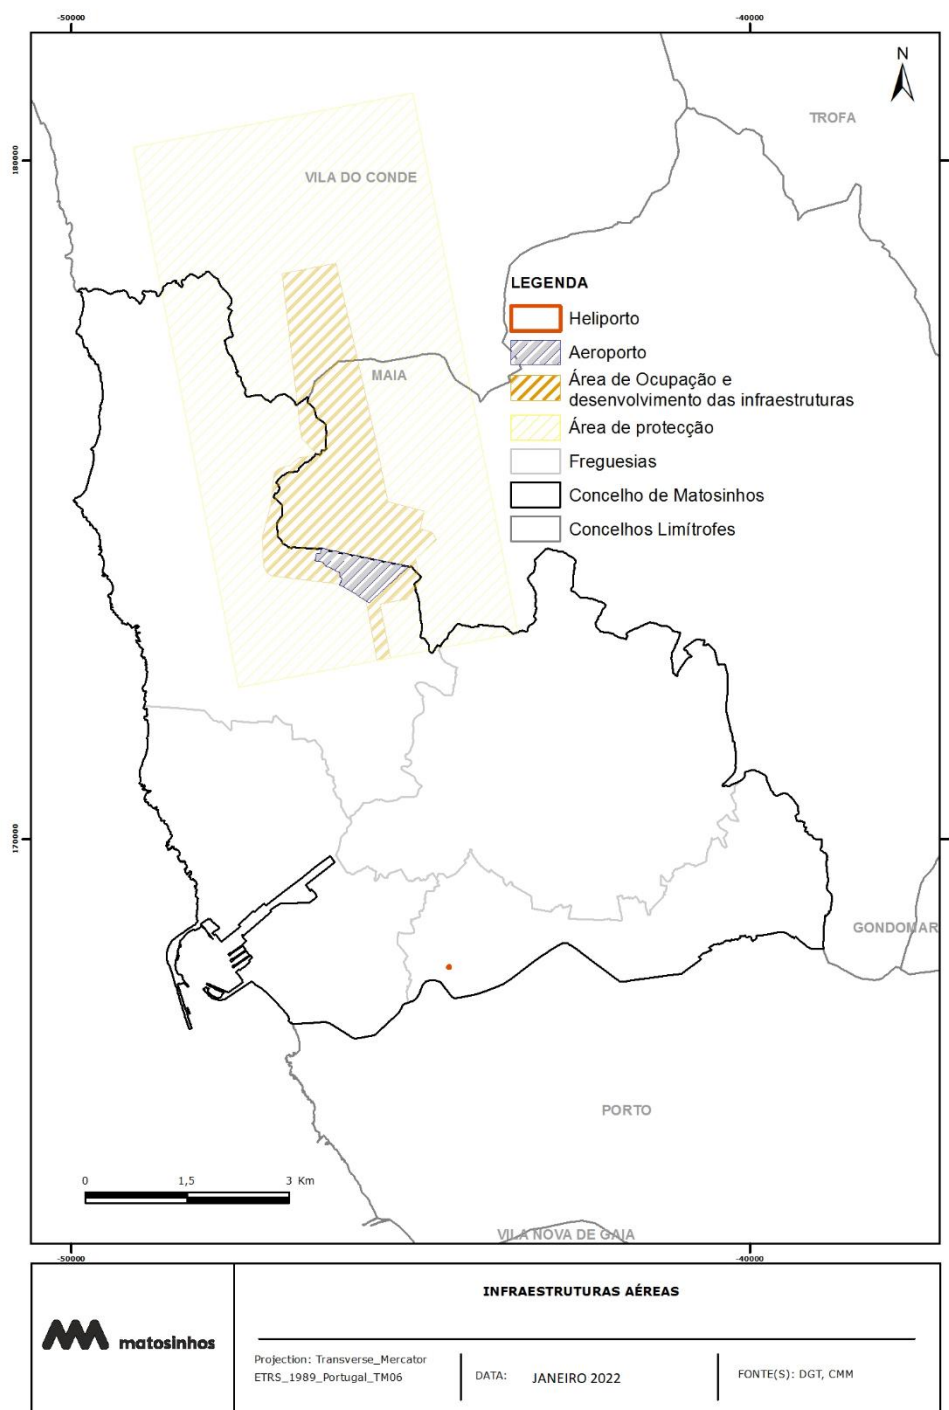 -50000
-40000
N
TROFA
180000
VILA DO CONDE
LEGENDA
Heliporto
Aeroporto
MAIA
Área de Ocupação e
desenvolvimento das infraestruturas
Área de protecção
Freguesias
Concelho de Matosinhos
Concelhos Limítrofes
170000
GONDOMAR
PORTO
0 1,5 3 Km
VILA NOVA DE GAIA
-50000
-40000
INFRAESTRUTURAS AÉREAS
matosinhos
Projection: Transverse_Mercator
ETRS_1989_Portugal_TM06
DATA: JANEIRO 2022
FONTE(S): DGT, CMM